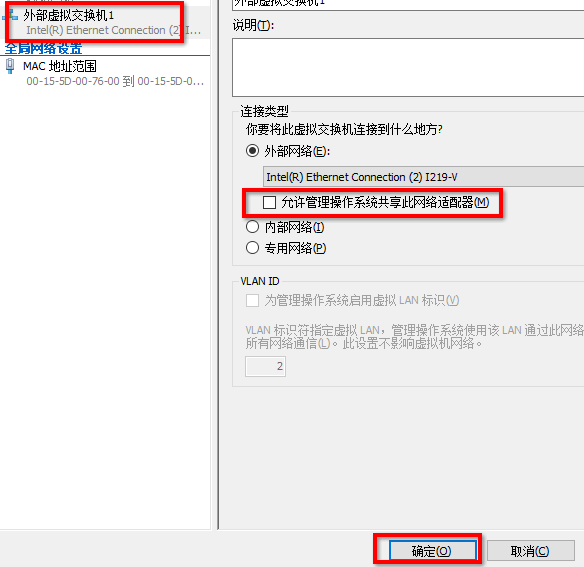 外部虚拟交换机1
Intel(R) Ethernet Connection (2) I...
全局网络设置
MAC 地址范围
00-15-5D-00-76-00 到 00-15-5D-0...
外部虚拟交换机1
说明(T):
连接类型
你要将此虚拟交换机连接到什么地方?
外部网络(E):
Intel(R) Ethernet Connection (2) I219-V
允许管理操作系统共享此网络适配器(M)
内部网络(I)
专用网络(P)
VLAN ID
为管理操作系统启用虚拟 LAN 标识(V)
VLAN 标识符指定虚拟 LAN，管理操作系统使用该 LAN 通过此网络
所有网络通信(L)。此设置不影响虚拟机网络。
2
确定(O)
取消(C)